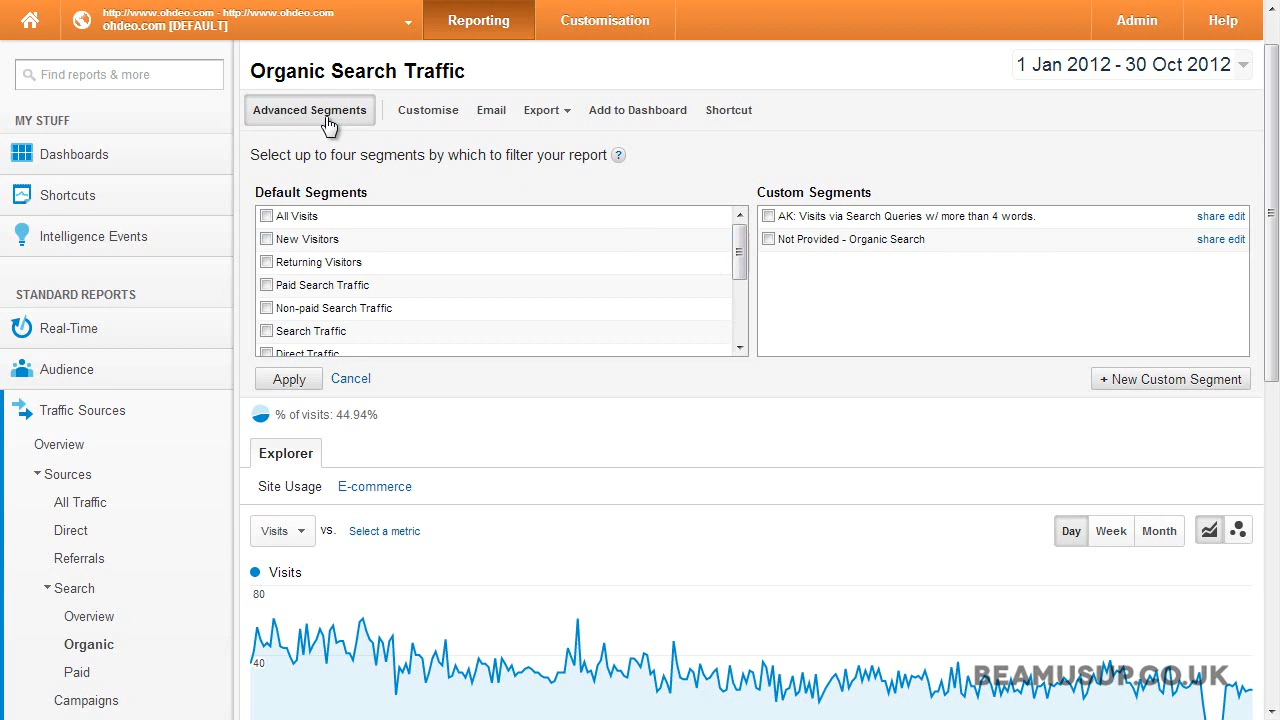 http://www.ohdeo.com - http://www.ohdeo.com
ohdeo.com [DEFAULT]
Reporting
Customisation
Admin
Help
Find reports & more
MY STUFF
Dashboards
Shortcuts
Intelligence Events
STANDARD REPORTS
Real-Time
Audience
Traffic Sources
Overview
Sources
All Traffic
Direct
Referrals
Search
Overview
Organic
Paid
Campaigns
Organic Search Traffic
1 Jan 2012 - 30 Oct 2012
Advanced Segments
Customise
Email
Export
Add to Dashboard
Shortcut
Select up to four segments by which to filter your report ?
Default Segments
All Visits
New Visitors
Returning Visitors
Paid Search Traffic
Non-paid Search Traffic
Search Traffic
Direct Traffic
Custom Segments
AK: Visits via Search Queries w/ more than 4 words. share edit
Not Provided - Organic Search share edit
Apply
Cancel
+ New Custom Segment
% of visits: 44.94%
Explorer
Site Usage
E-commerce
Visits
VS.
Select a metric
Day
Week
Month
Visits
80
40
BEAMUSUP.CO.UK